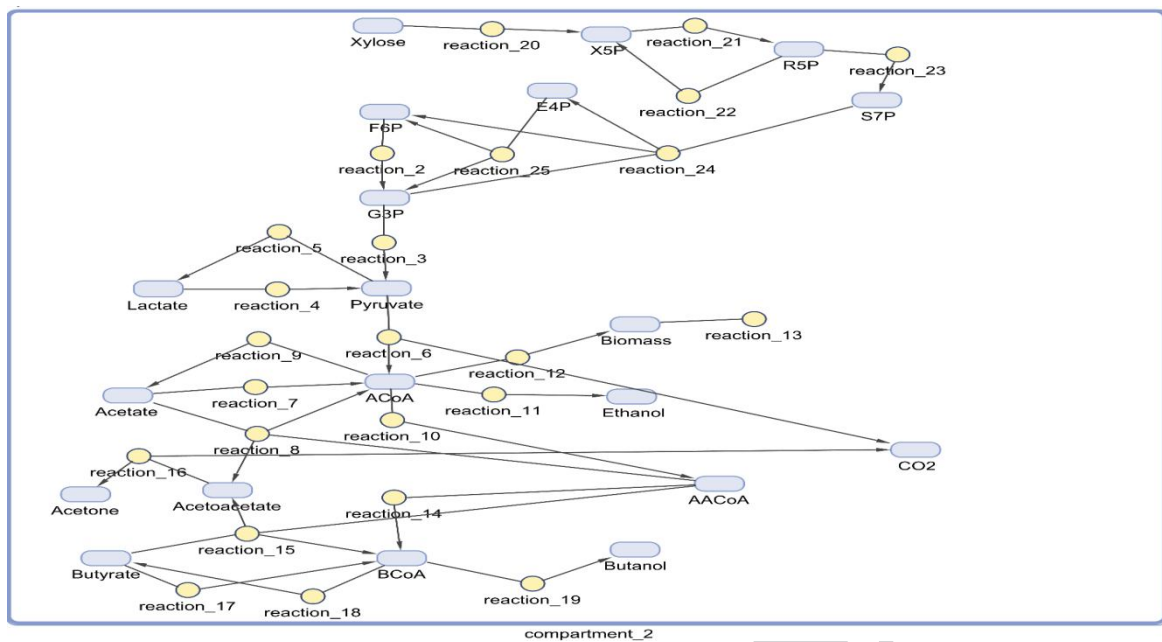 Xylose
reaction_20
X5P
reaction_21
R5P
reaction_23
reaction_22
S7P
E4P
F6P
reaction_2
reaction_25
reaction_24
G3P
reaction_5
reaction_3
Lactate
reaction_4
Pyruvate
reaction_6
Biomass
reaction_13
reaction_9
reaction_12
reaction_7
Acetate
ACoA
reaction_11
Ethanol
reaction_10
reaction_8
CO2
reaction_16
Acetone
Acetoacetate
AACoA
reaction_14
reaction_15
Butyrate
BCoA
Butanol
reaction_17
reaction_18
reaction_19
compartment_2